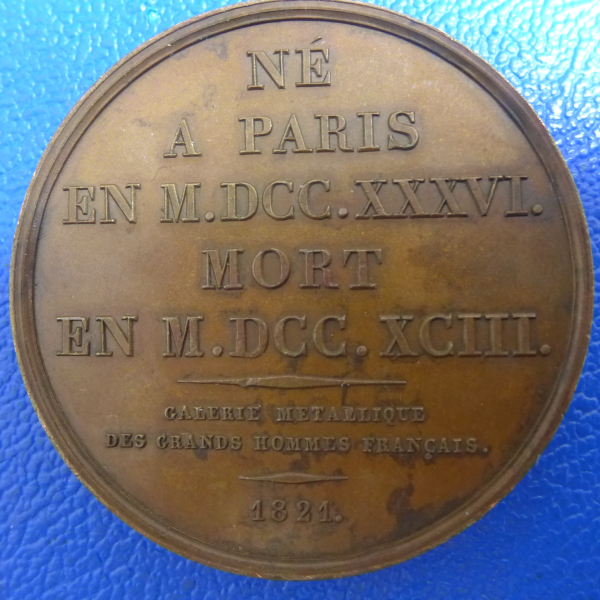 NÉ
A PARIS
EN M.DCC.XXXVI.
MORT
EN M.DCC.XCIII.
GALERIE METALLIQUE
DES GRANDS HOMMES FRANÇAIS.
1821.